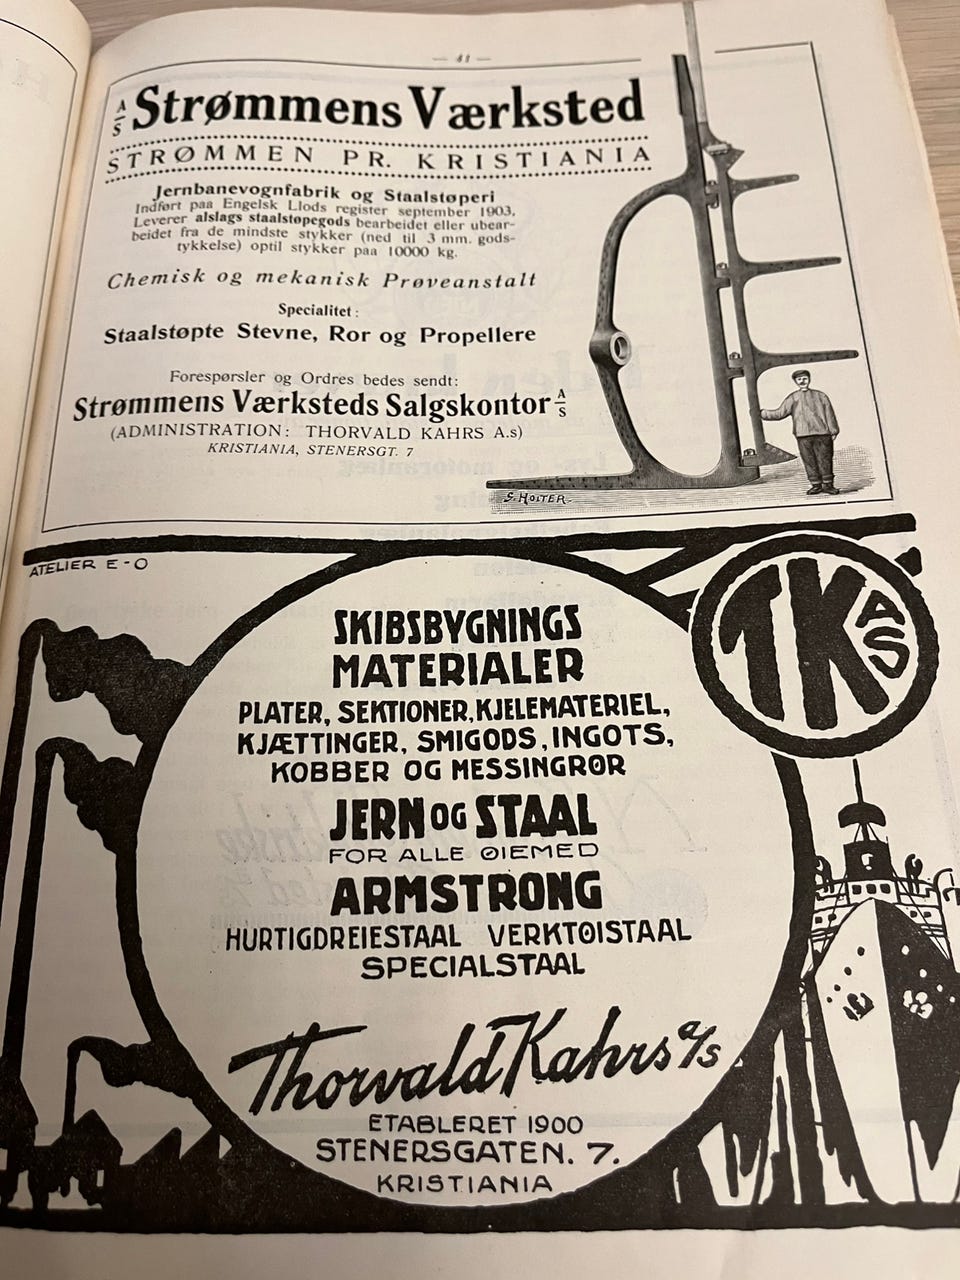 A/S Strømmens Værksted
STRØMMEN PR. KRISTIANIA
Jernbanevognfabrik og Staalstøperi
Indført paa Engelsk Llods register september 1903.
Leverer alslags staalstøpegods bearbeidet eller ubear-
beidet fra de mindste stykker (ned til 3 mm. gods-
tykkelse) optil stykker paa 10000 kg.
Chemisk og mekanisk Prøveanstalt
Specialitet:
Staalstøpte Stevne, Ror og Propellere
Forespørsler og Ordres bedes sendt:
Strømmens Værksteds Salgskontor A/S
(ADMINISTRATION: THORVALD KAHRS A.s)
KRISTIANIA, STENERSGT. 7
S. HOLTER
ATELIER E-O
TK A/S
SKIBSBYGNINGS
MATERIALER
PLATER, SEKTIONER, KJELEMATERIEL,
KJÆTTINGER, SMIGODS, INGOTS,
KOBBER OG MESSINGRØR
JERN OG STAAL
FOR ALLE ØIEMED
ARMSTRONG
HURTIGDREIESTAAL VERKTØISTAAL
SPECIALSTAAL
Thorvald Kahrs A/S
ETABLERET 1900
STENERSGATEN. 7.
KRISTIANIA